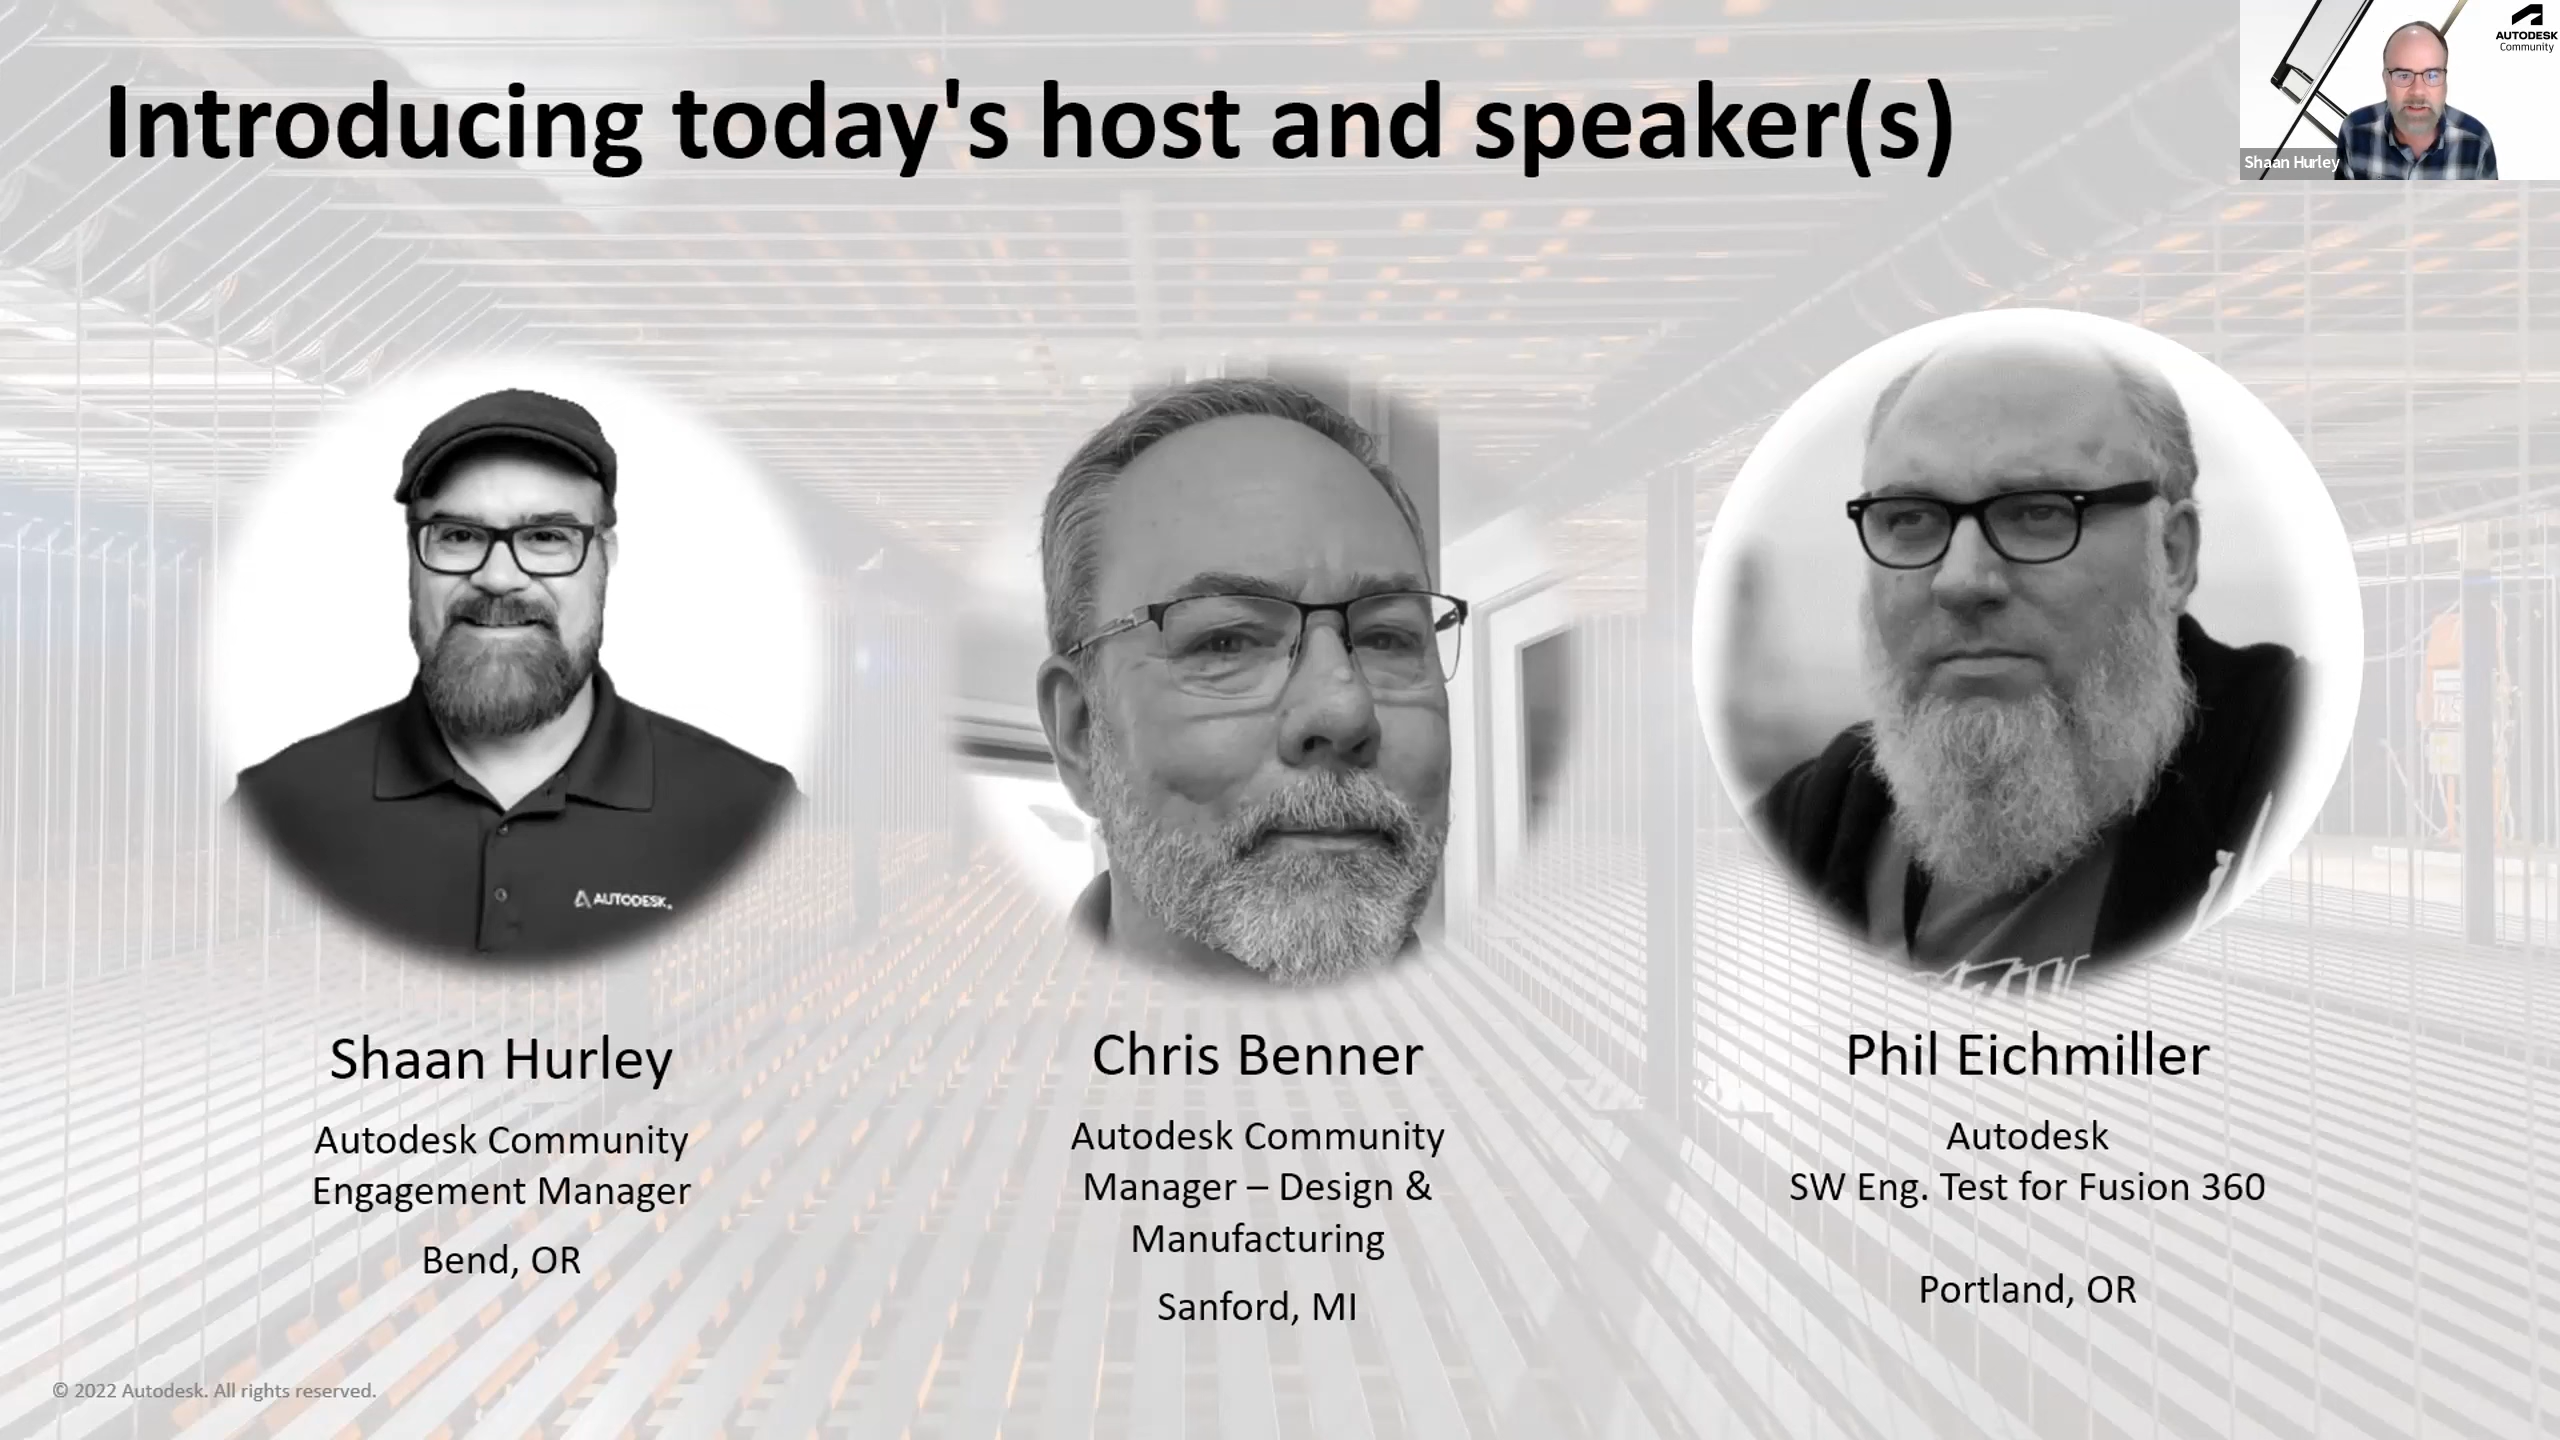 Introducing today's host and speaker(s)
AUTODESK
Community
Shaan Hurley
AUTODESK.
Shaan Hurley
Autodesk Community
Engagement Manager
Bend, OR
Chris Benner
Autodesk Community
Manager – Design &
Manufacturing
Sanford, MI
Phil Eichmiller
Autodesk
SW Eng. Test for Fusion 360
Portland, OR
© 2022 Autodesk. All rights reserved.